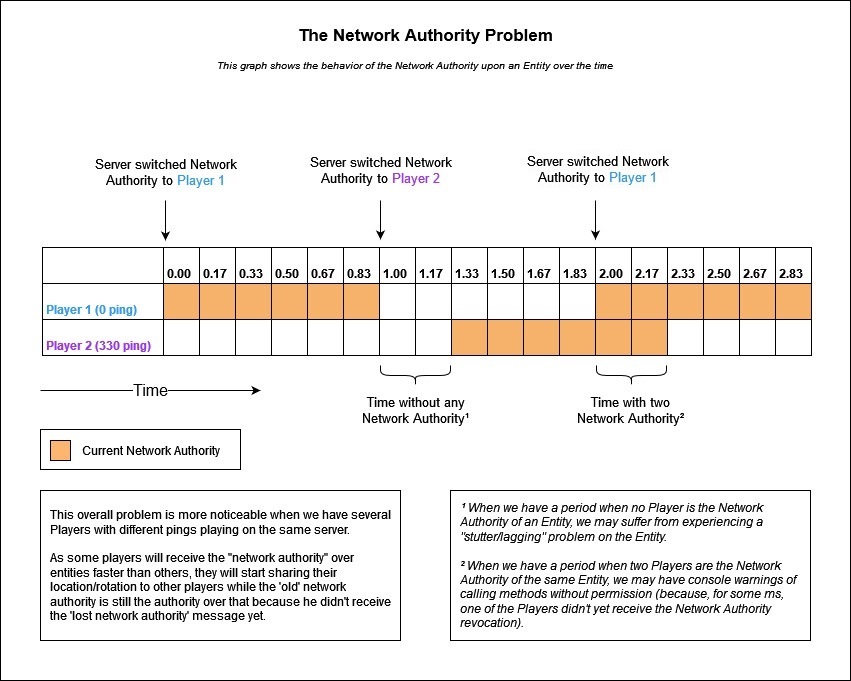 The Network Authority Problem
This graph shows the behavior of the Network Authority upon an Entity over the time
Server switched Network
Authority to Player 1
Server switched Network
Authority to Player 2
Server switched Network
Authority to Player 1
0.00 0.17 0.33 0.50 0.67 0.83 1.00 1.17 1.33 1.50 1.67 1.83 2.00 2.17 2.33 2.50 2.67 2.83
Player 1 (0 ping)
Player 2 (330 ping)
Time
Time without any
Network Authority¹
Time with two
Network Authority²
Current Network Authority
This overall problem is more noticeable when we have several
Players with different pings playing on the same server.
As some players will receive the "network authority" over
entities faster than others, they will start sharing their
location/rotation to other players while the 'old' network
authority is still the authority over that because he didn't receive
the 'lost network authority' message yet.
¹ When we have a period when no Player is the Network
Authority of an Entity, we may suffer from experiencing a
"stutter/lagging" problem on the Entity.
² When we have a period when two Players are the Network
Authority of the same Entity, we may have console warnings of
calling methods without permission (because, for some ms,
one of the Players didn't yet receive the Network Authority
revocation).